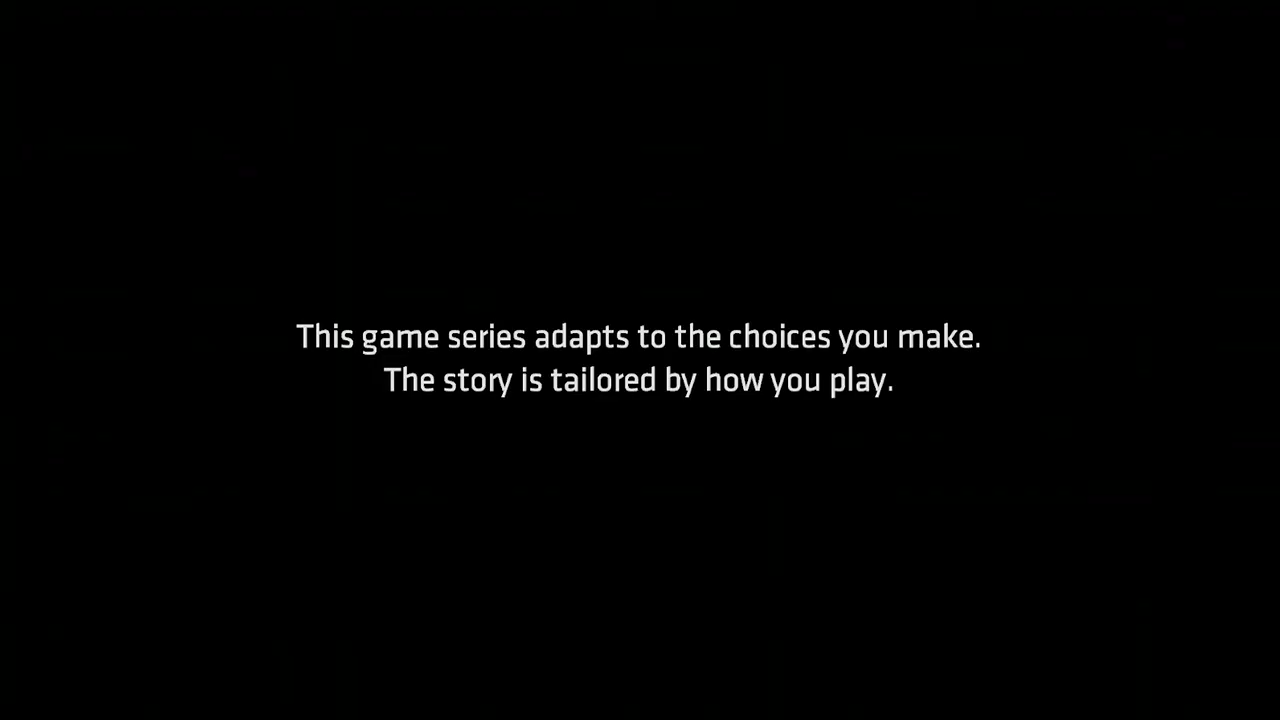 This game series adapts to the choices you make.
The story is tailored by how you play.